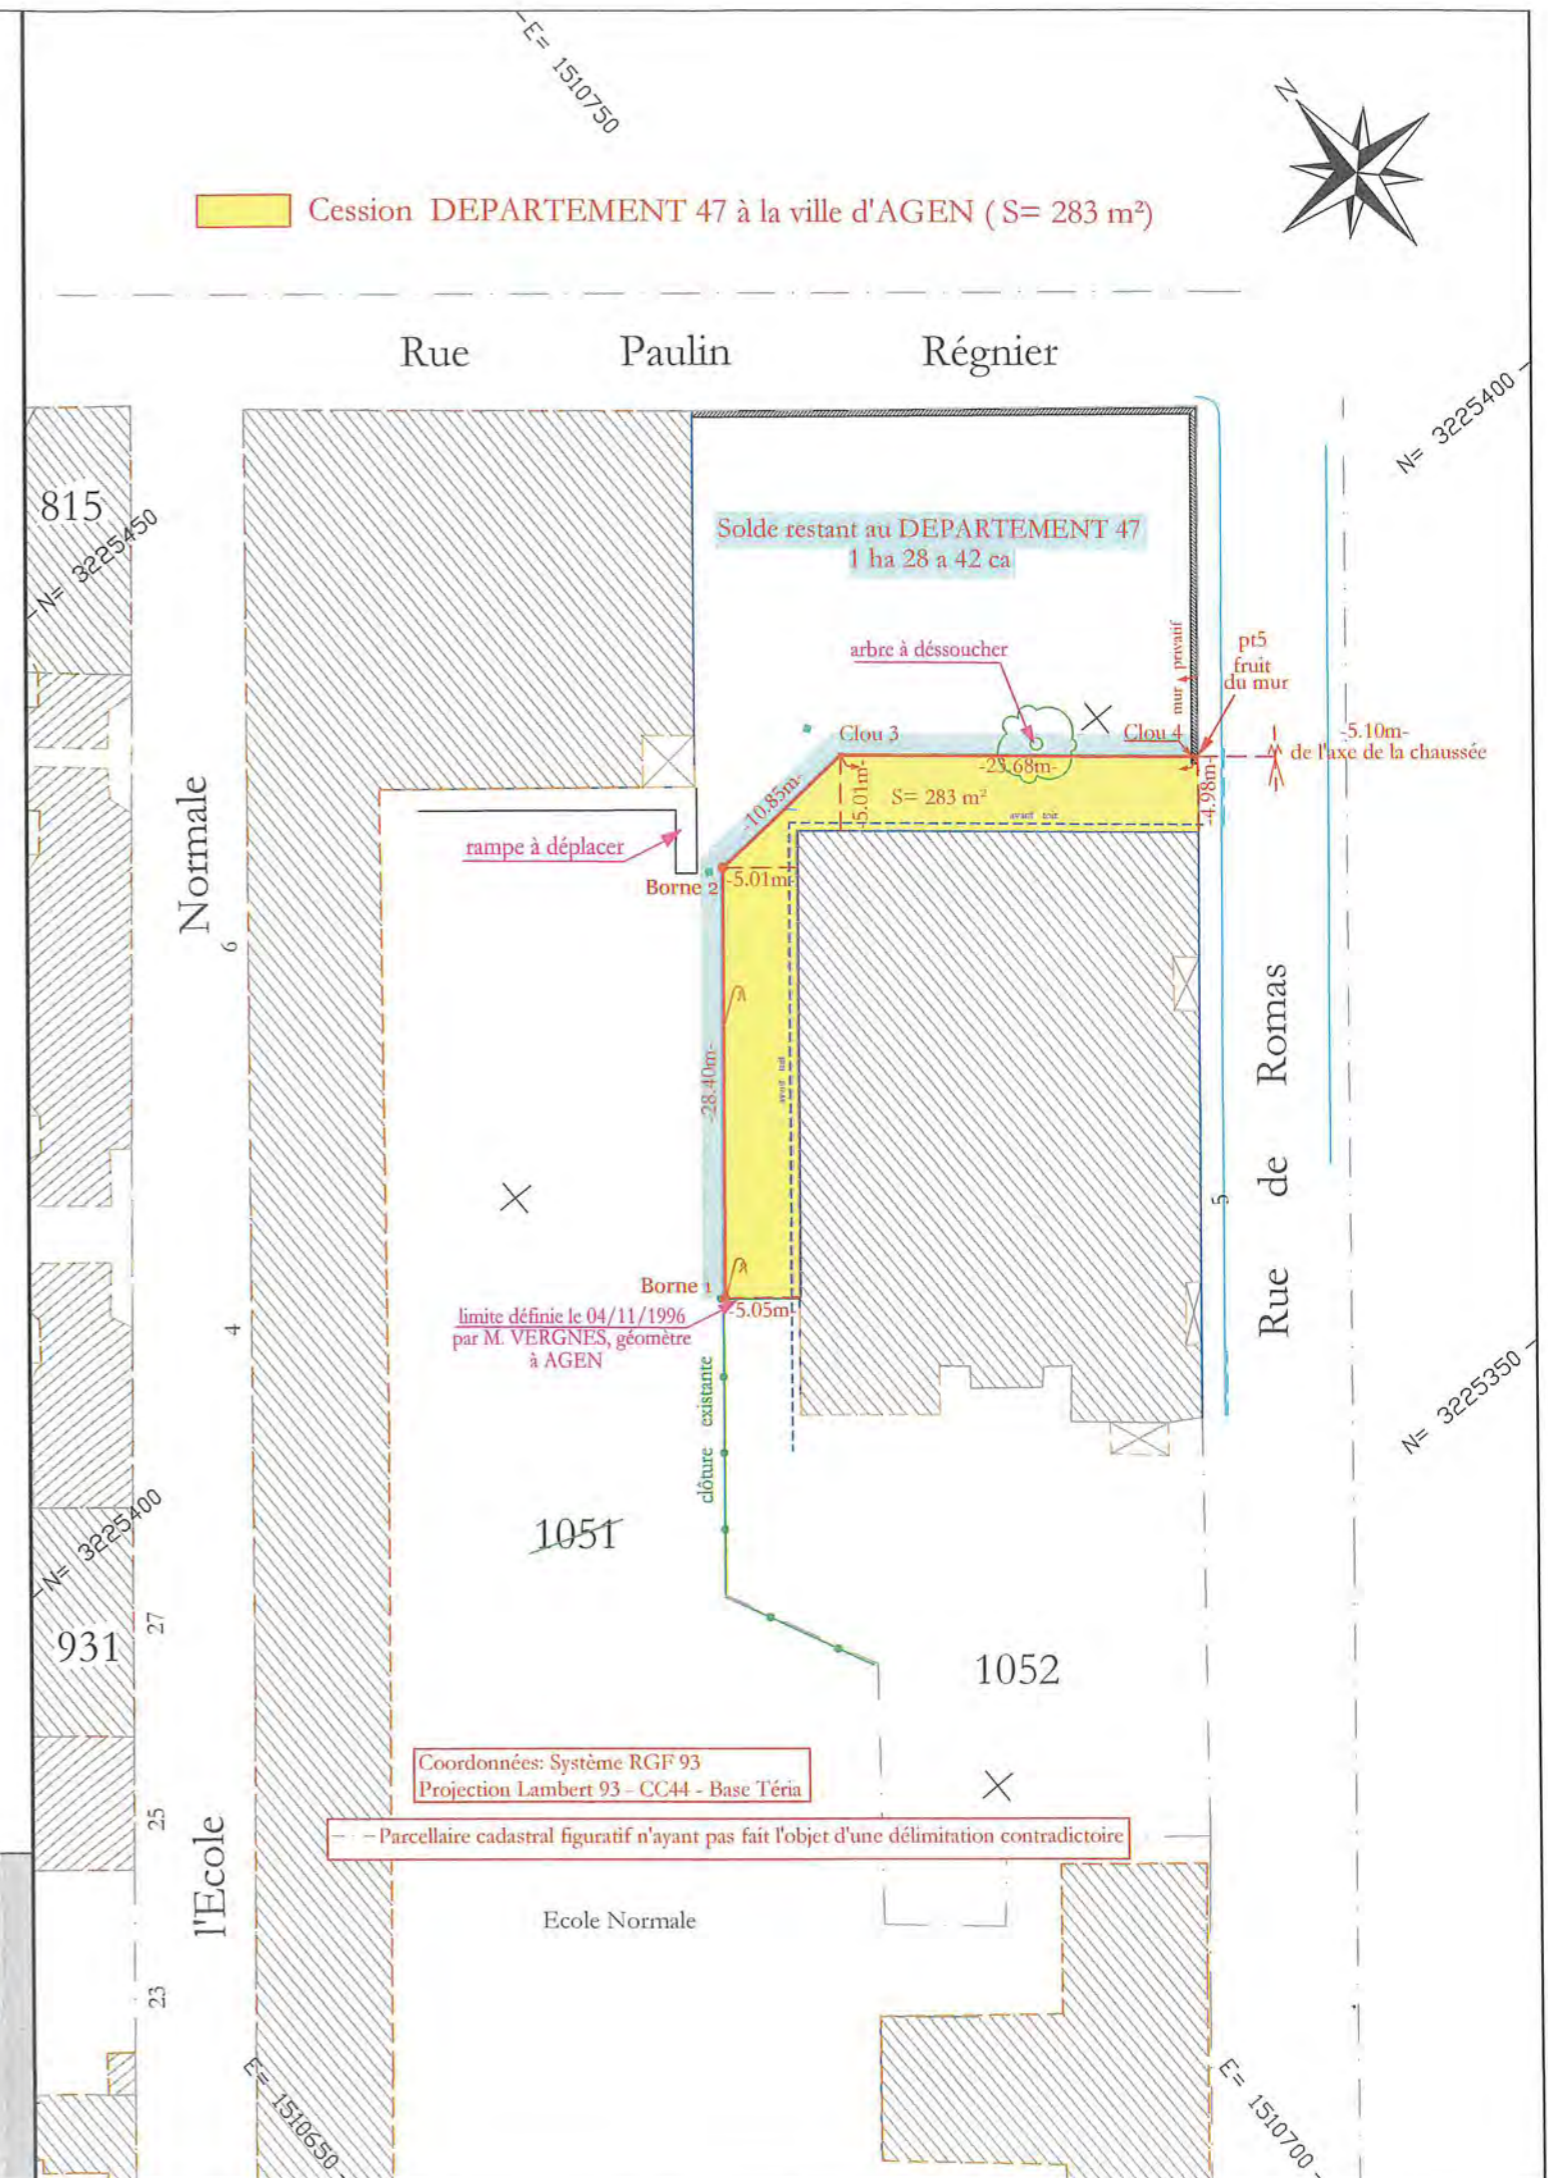 E= 1510750
N
Cession DEPARTEMENT 47 à la ville d'AGEN ( S= 283 m²)
Rue Paulin Régnier
N= 3225400
815
N= 3225450
Solde restant au DEPARTEMENT 47
1 ha 28 a 42 ca
arbre à déssoucher
mur privatif
pt5
fruit
du mur
Clou 3
Clou 4
-5.10m-
de l'axe de la chaussée
-23.68m-
-10.85m-
-5.01m-
S= 283 m²
-4.98m-
avant toit
rampe à déplacer
Borne 2
-5.01m-
Normale
6
avant toit
-28.40m-
Rue de Romas
5
Borne 1
-5.05m-
limite définie le 04/11/1996
par M. VERGNES, géomètre
à AGEN
4
clôture existante
N= 3225350
N= 3225400
1051
27
931
1052
Coordonnées: Système RGF 93
Projection Lambert 93 - CC44 - Base Téria
25
Parcellaire cadastral figuratif n'ayant pas fait l'objet d'une délimitation contradictoire
l'Ecole
Ecole Normale
23
E= 1510650
E= 1510700